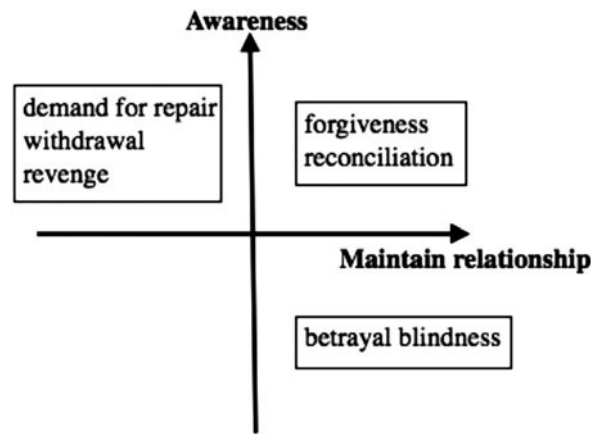 Awareness
demand for repair
withdrawal
revenge
forgiveness
reconciliation
Maintain relationship
betrayal blindness